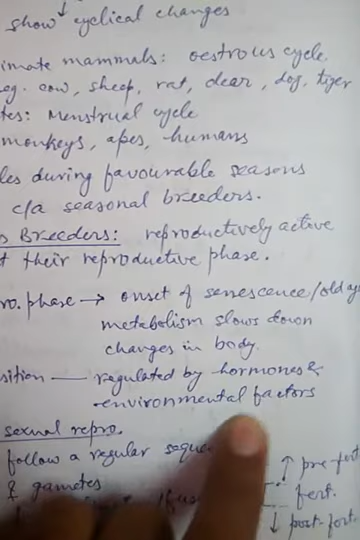 show ↓ cyclical changes
imate mammals: oestrous cycle
eg. cow, sheep, rat, dear, dog, tiger
tes: Menstrual cycle
monkeys, apes, humans
les during favourable seasons
c/a seasonal breeders.
s Breeders: reproductively active
t their reproductive phase.
ro. phase → onset of senescence/old ag
metabolism slows down
changes in body.
sition — regulated by hormones &
environmental factors
sexual repro.
follow a regular seque
↑ pre-fert
& gametes
fert.
↓ post-fert.